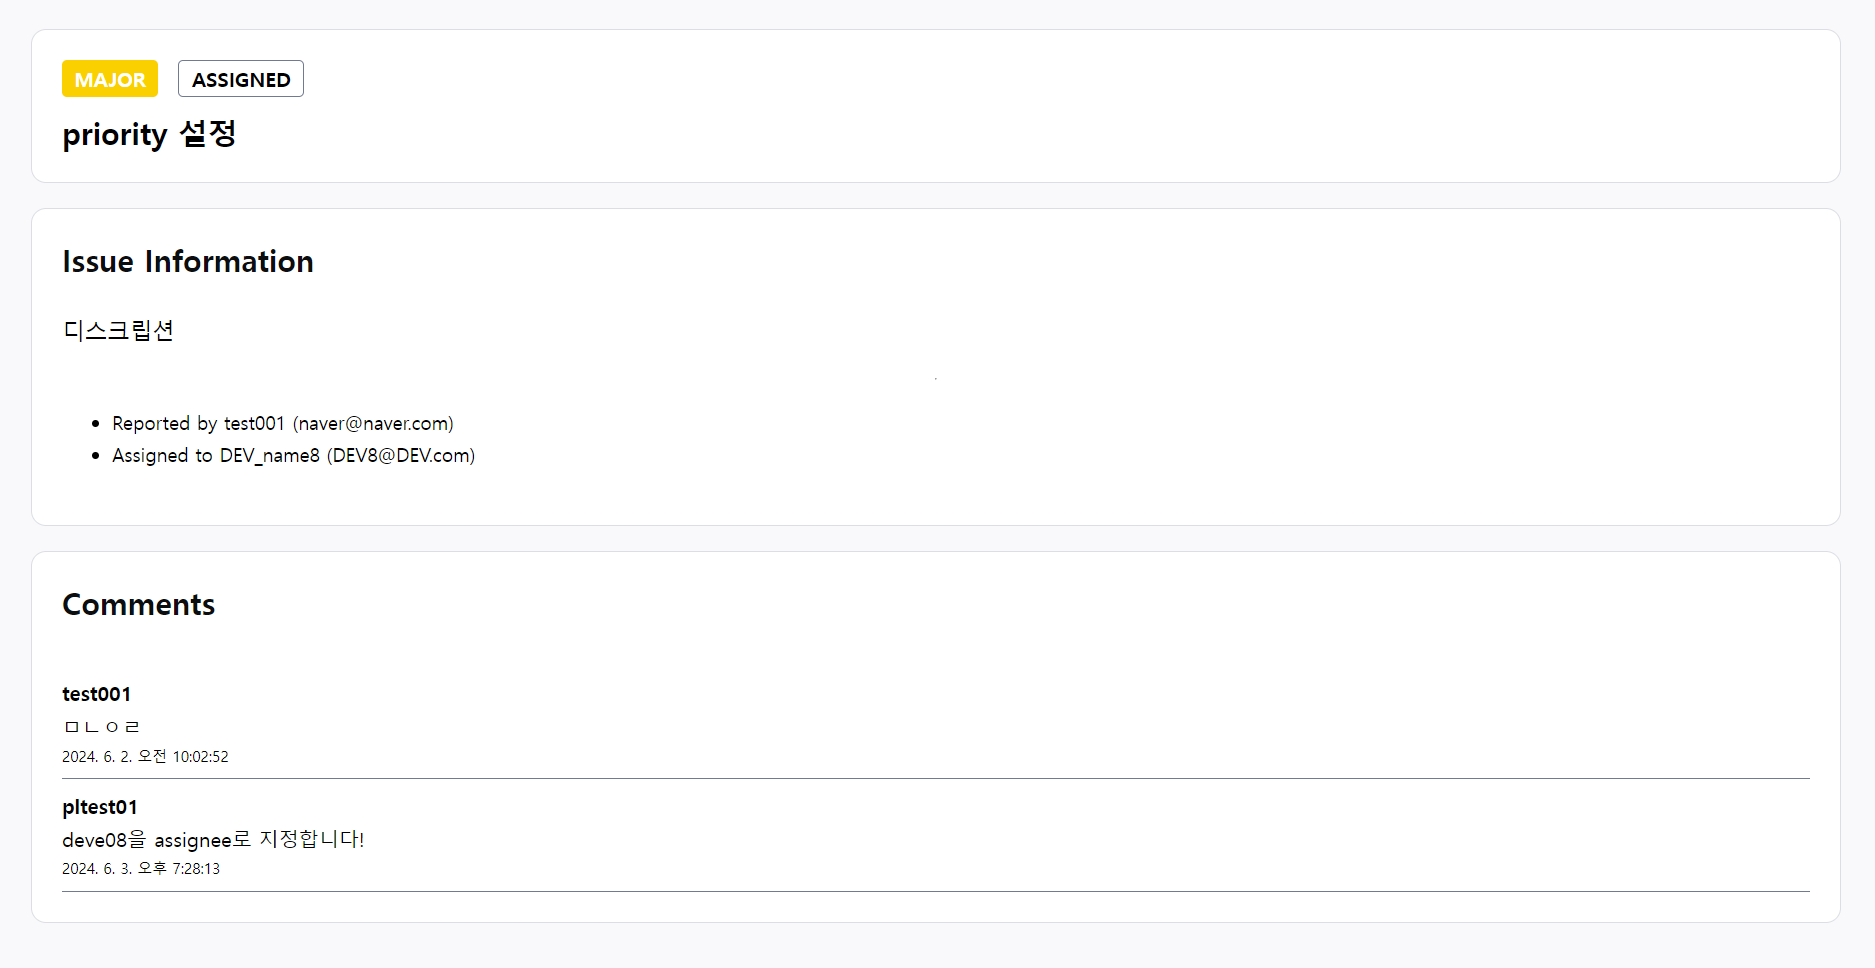 MAJOR ASSIGNED
priority 설정
Issue Information
디스크립션
Reported by test001 (naver@naver.com)
Assigned to DEV_name8 (DEV8@DEV.com)
Comments
test001
ㅁㄴㅇㄹ
2024. 6. 2. 오전 10:02:52
pltest01
deve08을 assignee로 지정합니다!
2024. 6. 3. 오후 7:28:13